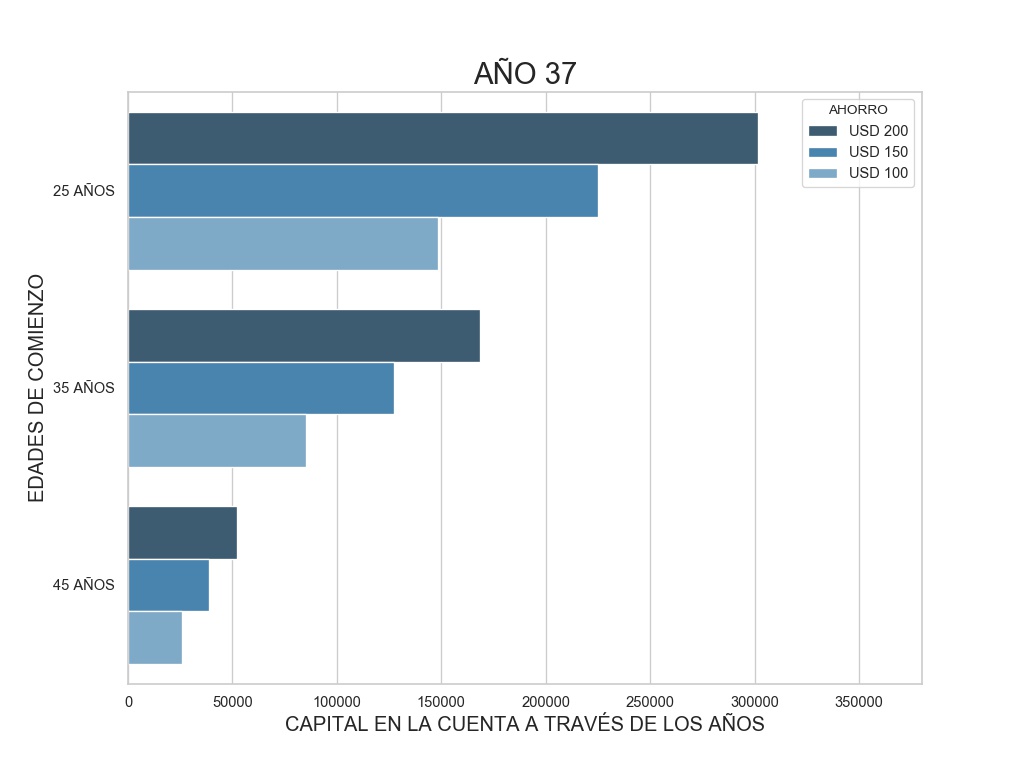 AÑO 37
AHORRO
USD 200
USD 150
USD 100
EDADES DE COMIENZO
25 AÑOS
35 AÑOS
45 AÑOS
0 50000 100000 150000 200000 250000 300000 350000
CAPITAL EN LA CUENTA A TRAVÉS DE LOS AÑOS